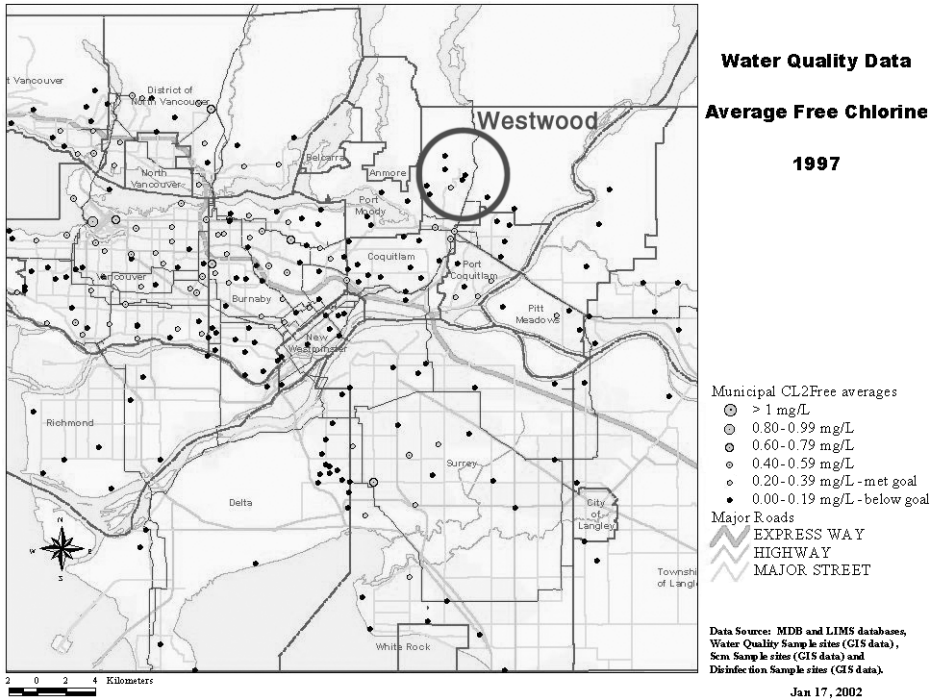 Water Quality Data
Average Free Chlorine
1997
t Vancouver
District of
North Vancouver
Westwood
Belcarra
Anmore
North
Vancouver
Port
Moody
Coquitlam
Port
Coquitlam
Vancouver
Burnaby
Pitt
Meadows
New
Westminster
Richmond
Surrey
Delta
City
of
Langley
Townshi
of Langle
White Rock
N
W
E
S
2 0 2 4 Kilometers
Municipal CL2Free averages
> 1 mg/L
0.80-0.99 mg/L
0.60-0.79 mg/L
0.40-0.59 mg/L
0.20-0.39 mg/L - met goal
0.00-0.19 mg/L - below goal
Major Roads
EXPRESS WAY
HIGHWAY
MAJOR STREET
Data Source: MDB and LIMS databases,
Water Quality Sample sites (GIS data),
Scm Sample sites (GIS data) and
Disinfection Sample sites (GIS data).
Jan 17, 2002